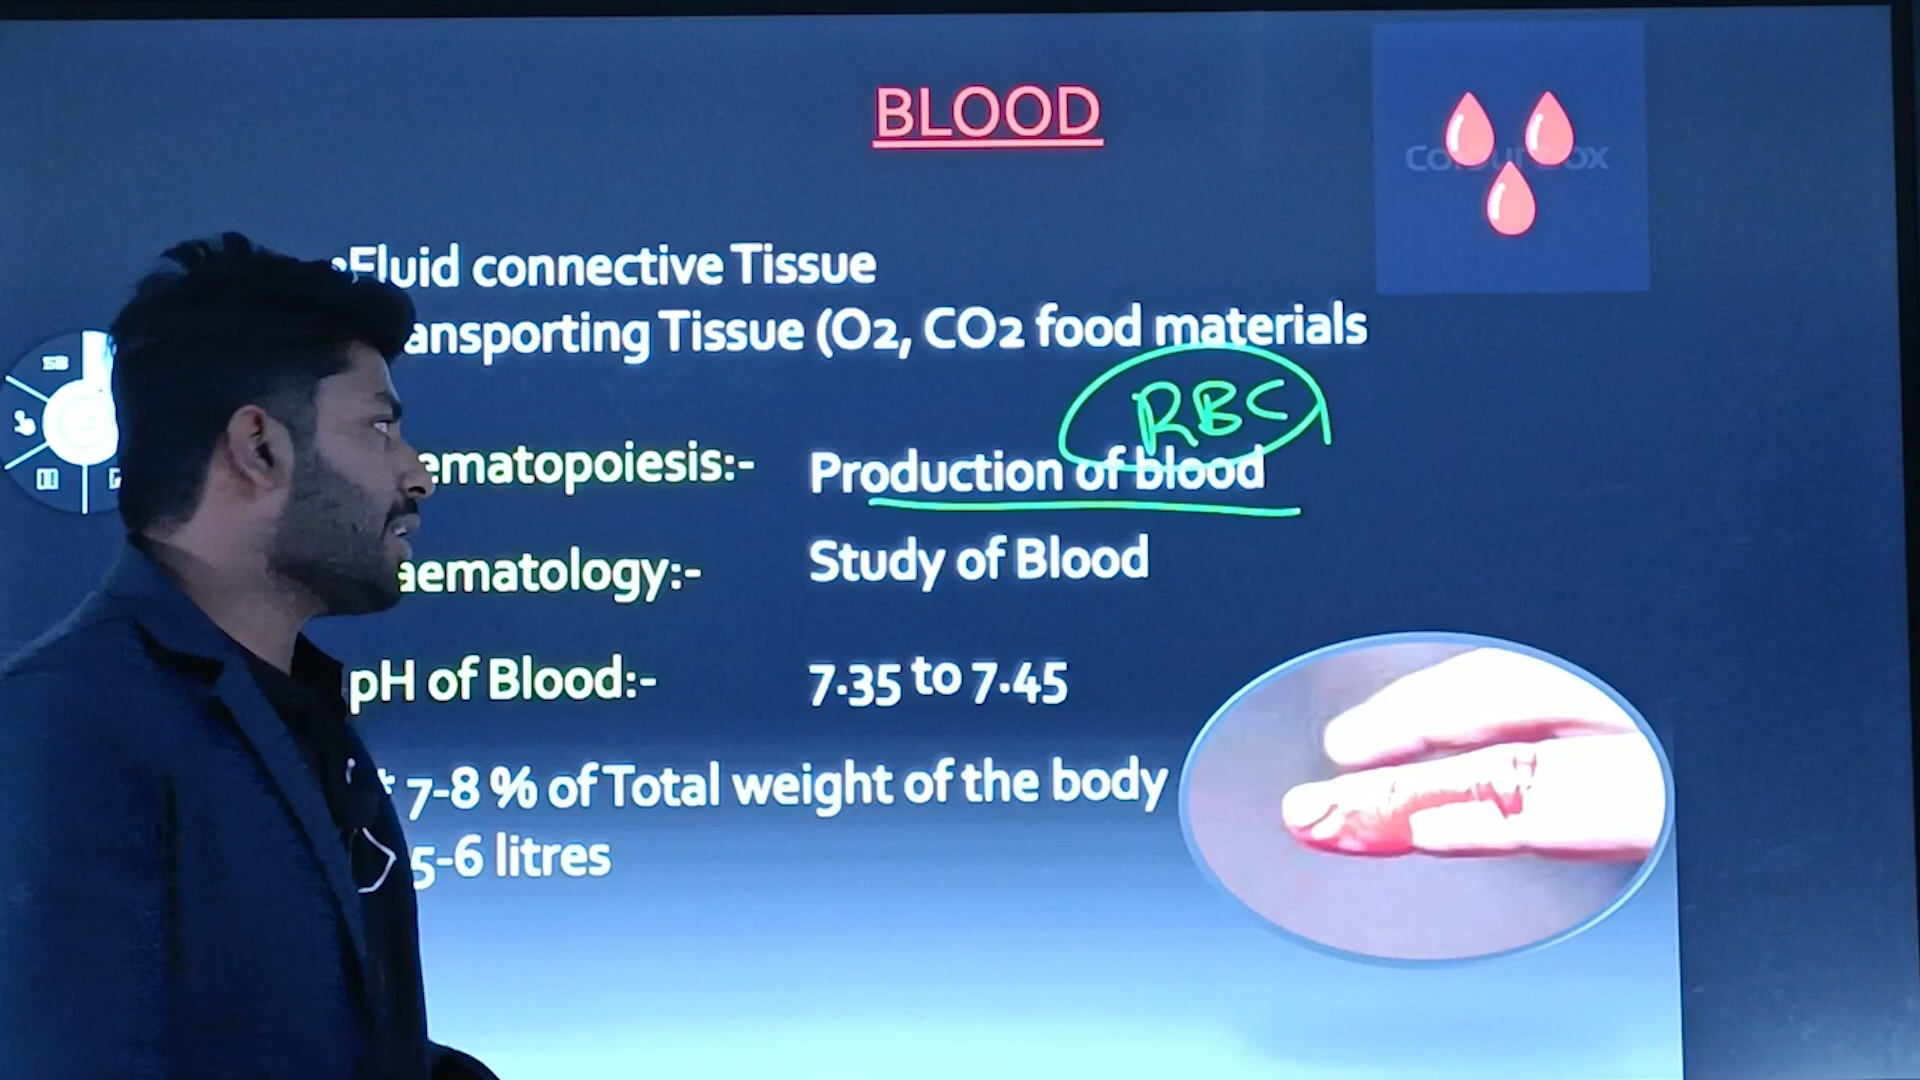 BLOOD
•Fluid connective Tissue
ansporting Tissue (O2, CO2 food materials
RBC
ematopoiesis:- Production of blood
aematology:- Study of Blood
pH of Blood:- 7.35 to 7.45
* 7-8 % of Total weight of the body
5-6 litres